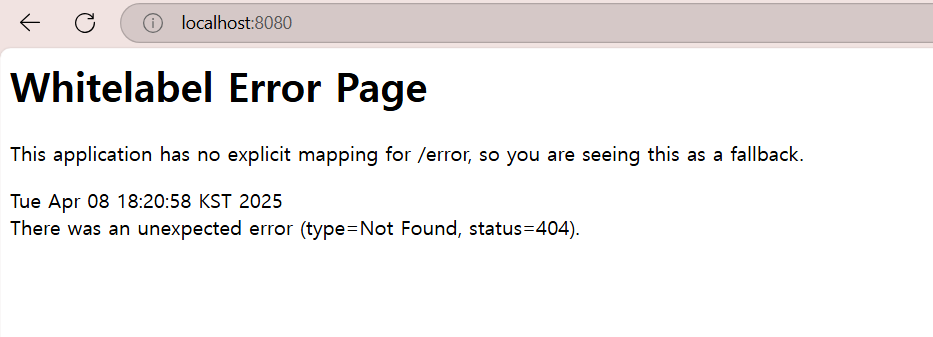 localhost:8080
Whitelabel Error Page
This application has no explicit mapping for /error, so you are seeing this as a fallback.
Tue Apr 08 18:20:58 KST 2025
There was an unexpected error (type=Not Found, status=404).